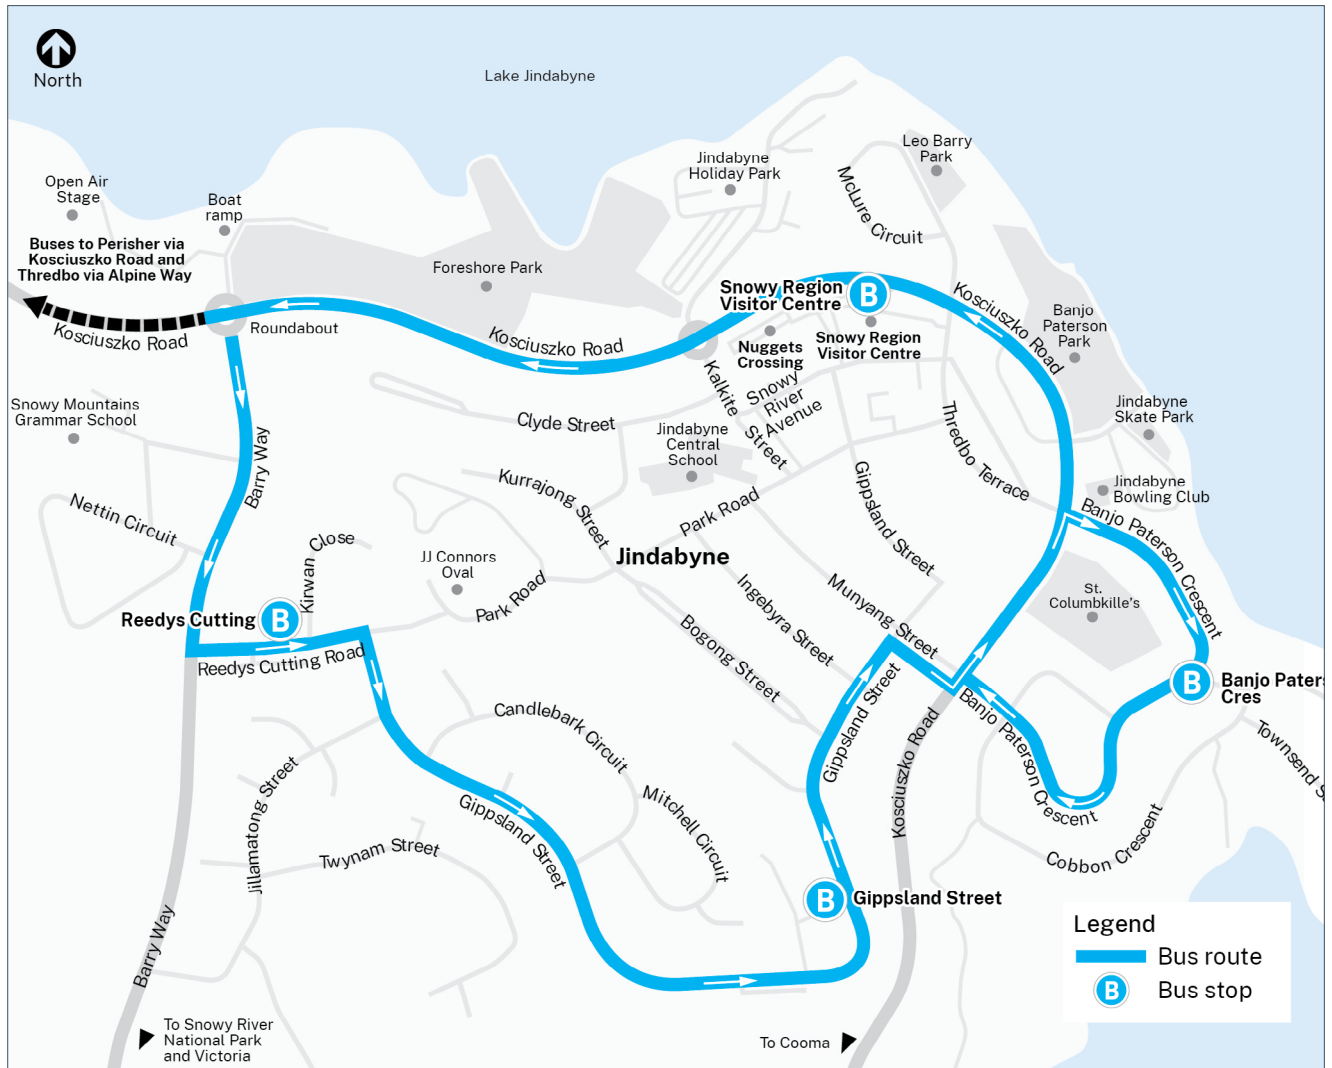 North
Lake Jindabyne
Open Air
Stage
Boat
ramp
Buses to Perisher via
Kosciuszko Road and
Thredbo via Alpine Way
Kosciuszko Road
Roundabout
Foreshore Park
Jindabyne
Holiday Park
Leo Barry
Park
McLure Circuit
Snowy Region
Visitor Centre
B
Kosciuszko Road
Kosciuszko Road
Nuggets
Crossing
Snowy Region
Visitor Centre
Banjo
Paterson
Park
Snowy Mountains
Grammar School
Barry Way
Clyde Street
Kalkite Street
Snowy
River
Avenue
Jindabyne
Central
School
Thredbo Terrace
Jindabyne
Skate Park
Jindabyne
Bowling Club
Nettin Circuit
Kurrajong Street
Park Road
Gippsland Street
Banjo Paterson Crescent
Kirwan Close
JJ Connors
Oval
Jindabyne
Park Road
Ingebyra Street
Munyang Street
St.
Columbkille's
Reedys Cutting
B
Reedys Cutting Road
Bogong Street
Gippsland Street
B
Banjo Paters
Cres
Candlebark Circuit
Kosciuszko Road
Banjo Paterson Crescent
Townsend S
Jillamatong Street
Gippsland Street
Mitchell Circuit
Twynam Street
Cobbon Crescent
B
Gippsland Street
Barry Way
Legend
Bus route
B
Bus stop
To Snowy River
National Park
and Victoria
To Cooma